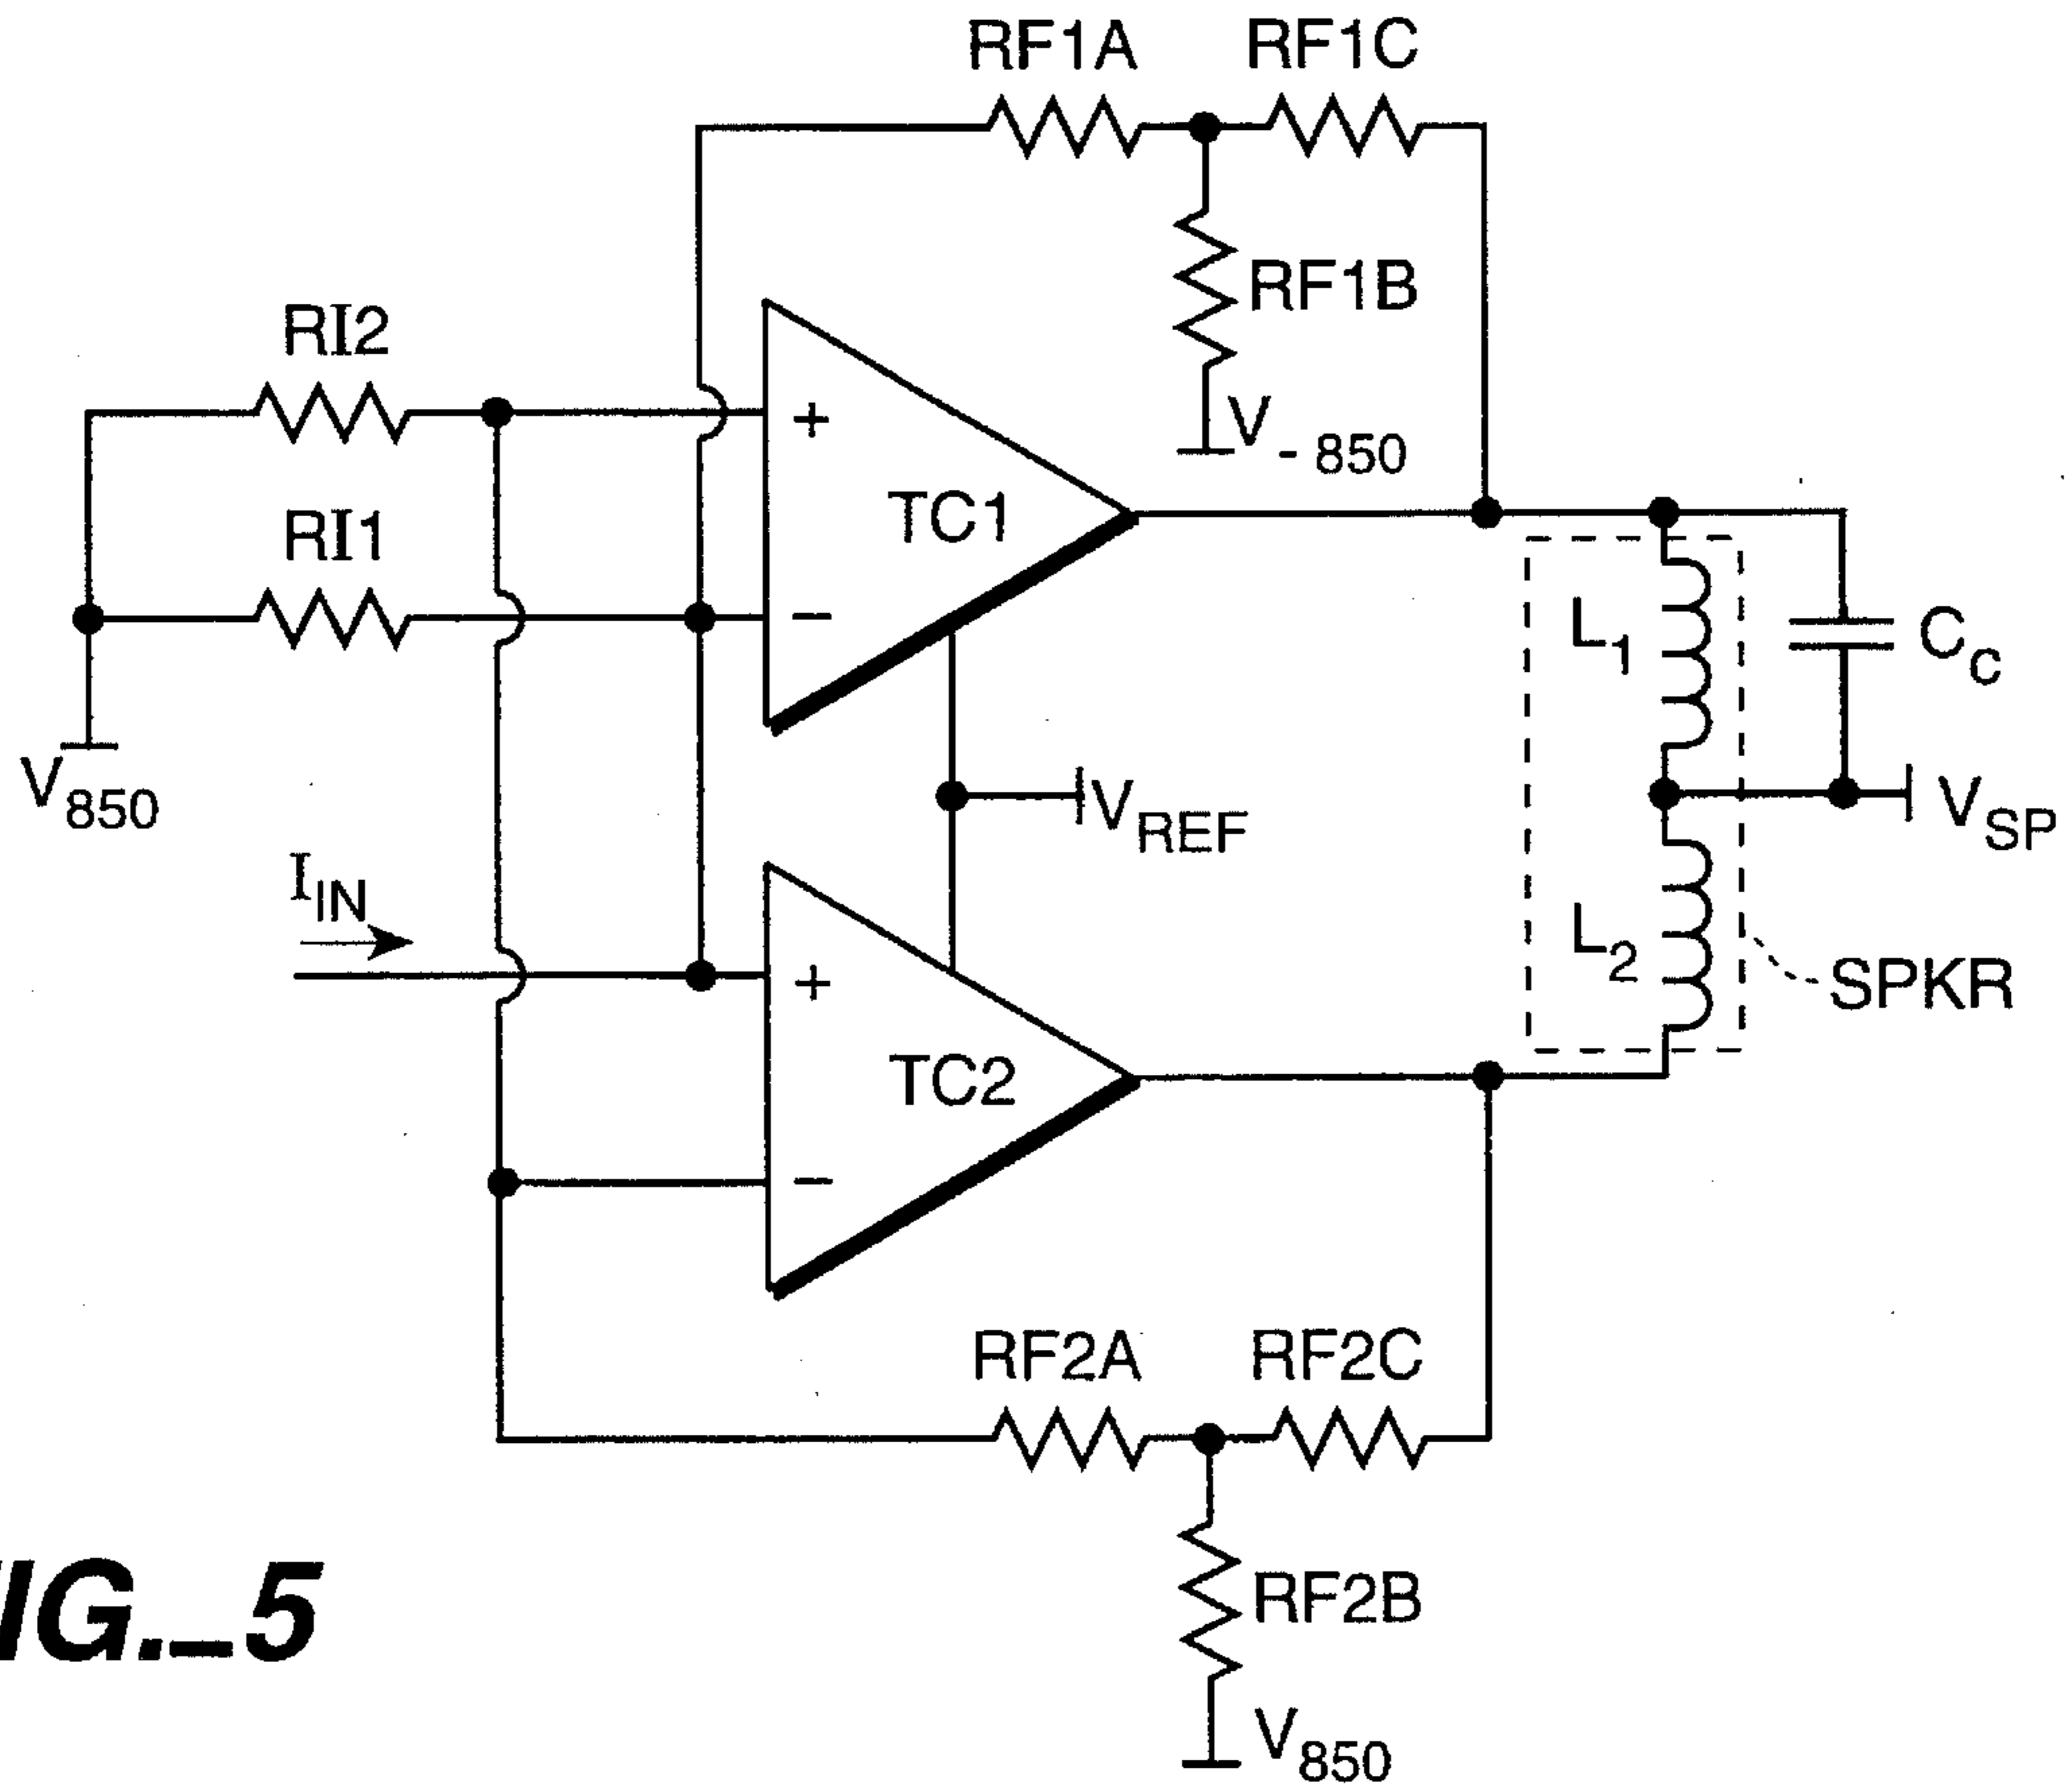 RF1A RF1C
RF1B
RI2
+
V-850
TC1
RI1
−
L1
CC
V850
VREF
VSP
IIN
L2
+
SPKR
TC2
−
RF2A RF2C
RF2B
IG._5
V850